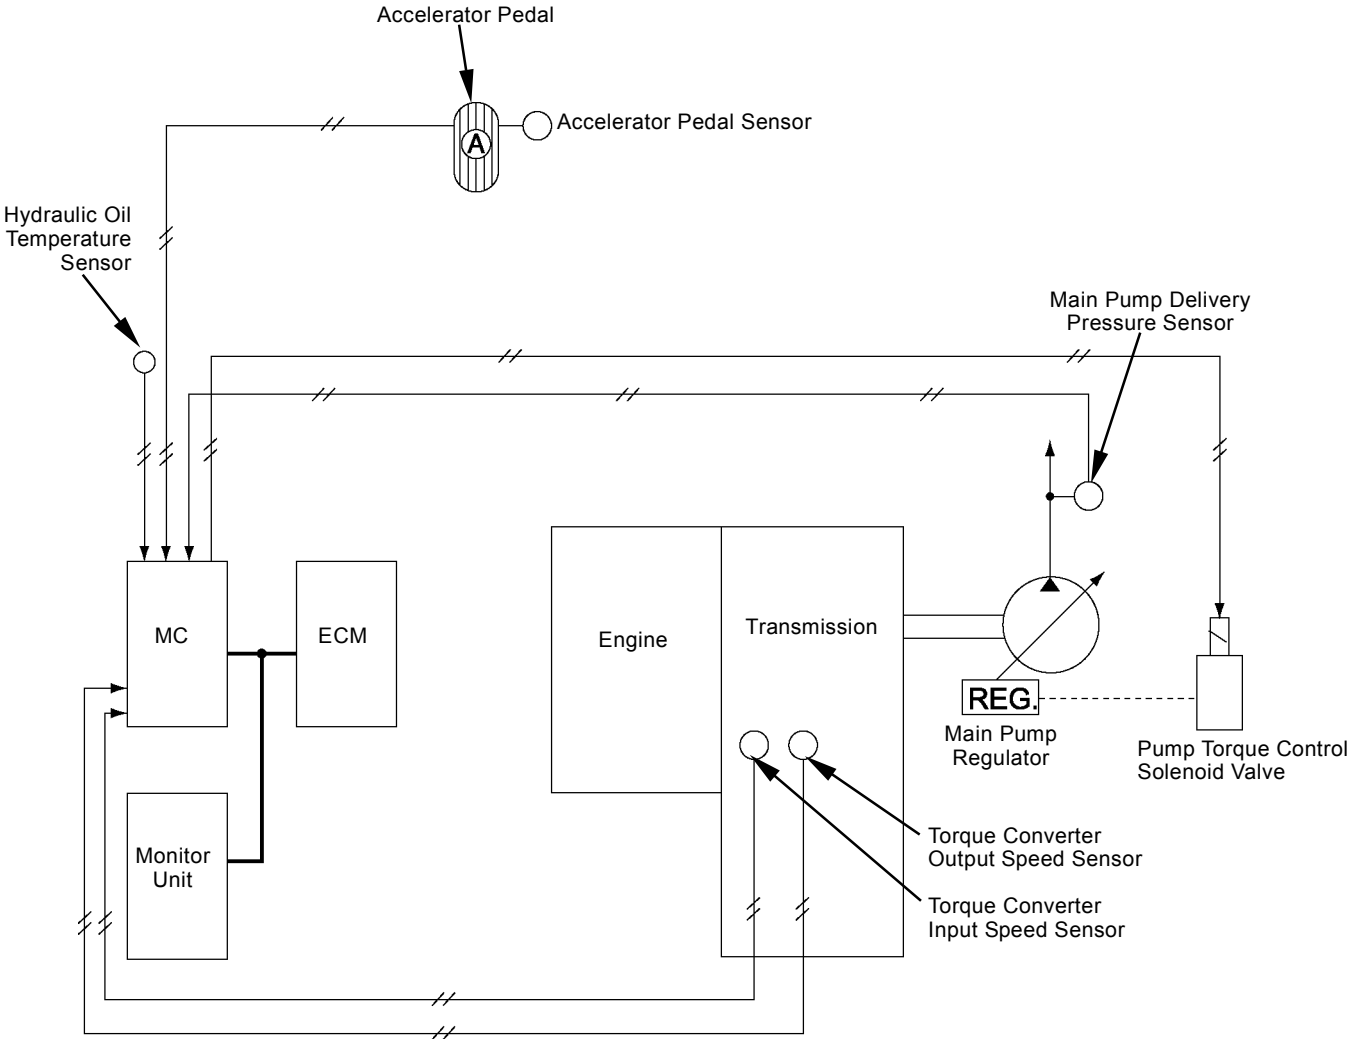 Accelerator Pedal
A
Accelerator Pedal Sensor
Hydraulic Oil
Temperature
Sensor
Main Pump Delivery
Pressure Sensor
MC
ECM
Engine
Transmission
REG.
Main Pump
Regulator
Pump Torque Control
Solenoid Valve
Monitor
Unit
Torque Converter
Output Speed Sensor
Torque Converter
Input Speed Sensor